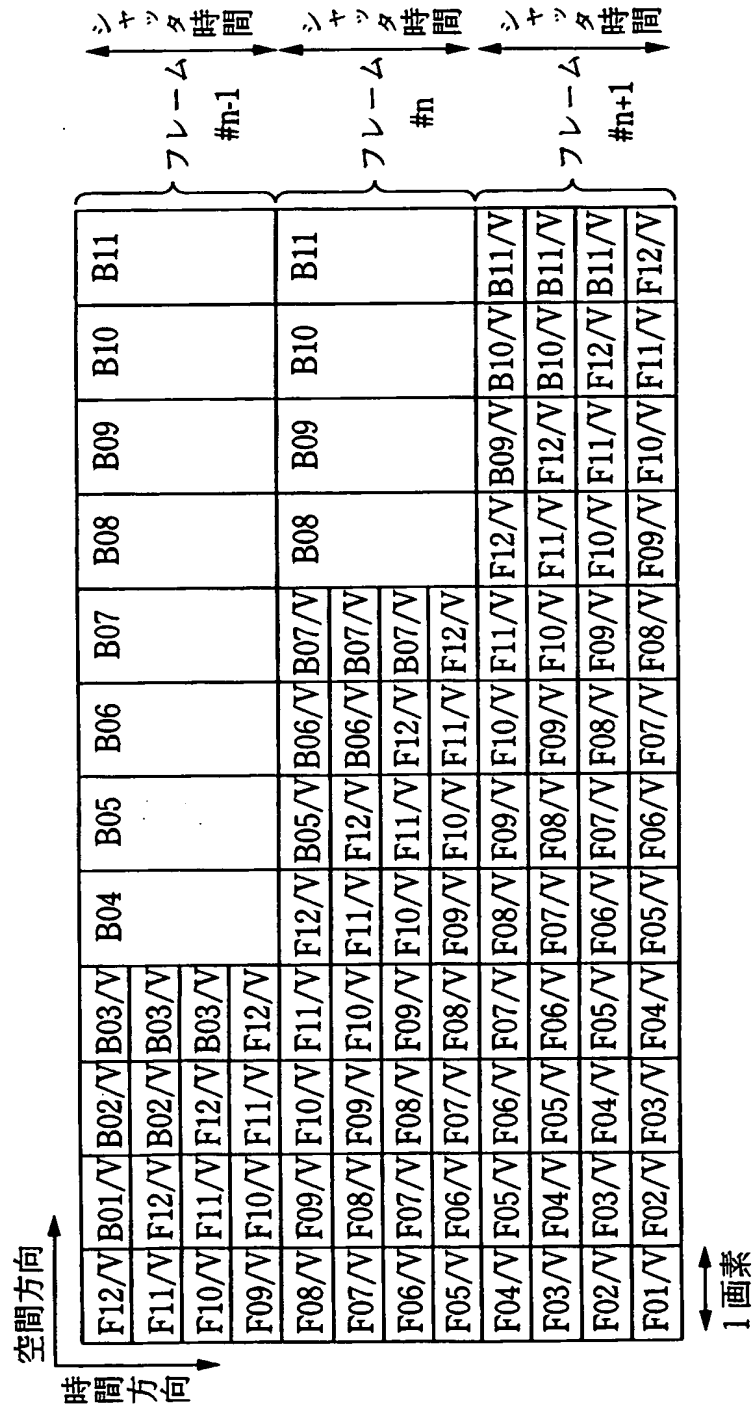 空間方向
時間方向
F12/V B01/V B02/V B03/V B04 B05 B06 B07 B08 B09 B10 B11
F11/V F12/V B02/V B03/V
F10/V F11/V F12/V B03/V
F09/V F10/V F11/V F12/V
フレーム
#n-1
シャッタ時間
F08/V F09/V F10/V F11/V F12/V B05/V B06/V B07/V B08 B09 B10 B11
F07/V F08/V F09/V F10/V F11/V F12/V B06/V B07/V
F06/V F07/V F08/V F09/V F10/V F11/V F12/V B07/V
F05/V F06/V F07/V F08/V F09/V F10/V F11/V F12/V
フレーム
#n
シャッタ時間
F04/V F05/V F06/V F07/V F08/V F09/V F10/V F11/V F12/V B09/V B10/V B11/V
F03/V F04/V F05/V F06/V F07/V F08/V F09/V F10/V F11/V F12/V B10/V B11/V
F02/V F03/V F04/V F05/V F06/V F07/V F08/V F09/V F10/V F11/V F12/V B11/V
F01/V F02/V F03/V F04/V F05/V F06/V F07/V F08/V F09/V F10/V F11/V F12/V
フレーム
#n+1
シャッタ時間
1画素